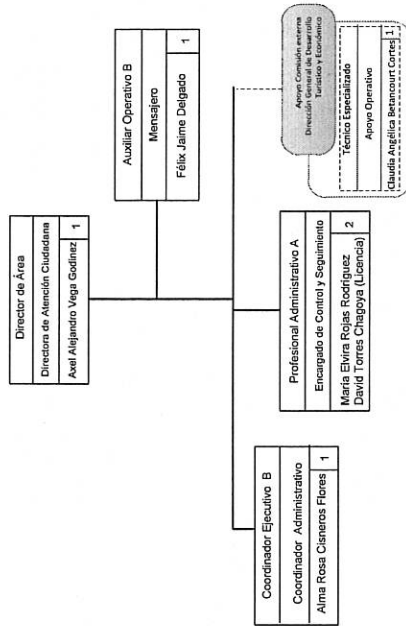 Director de Área
Directora de Atención Ciudadana
Axel Alejandro Vega Godinez
1
Auxiliar Operativo B
Mensajero
Félix Jaime Delgado
1
Coordinador Ejecutivo B
Coordinador Administrativo
Alma Rosa Cisneros Flores
1
Profesional Administrativo A
Encargado de Control y Seguimiento
María Elvira Rojas Rodríguez
David Torres Chagoya (Licencia)
2
Apoyo Comisión externa
Dirección General de Desarrollo
Turístico y Económico
Técnico Especializado
Apoyo Operativo
Claudia Angélica Betancourt Cortes
1